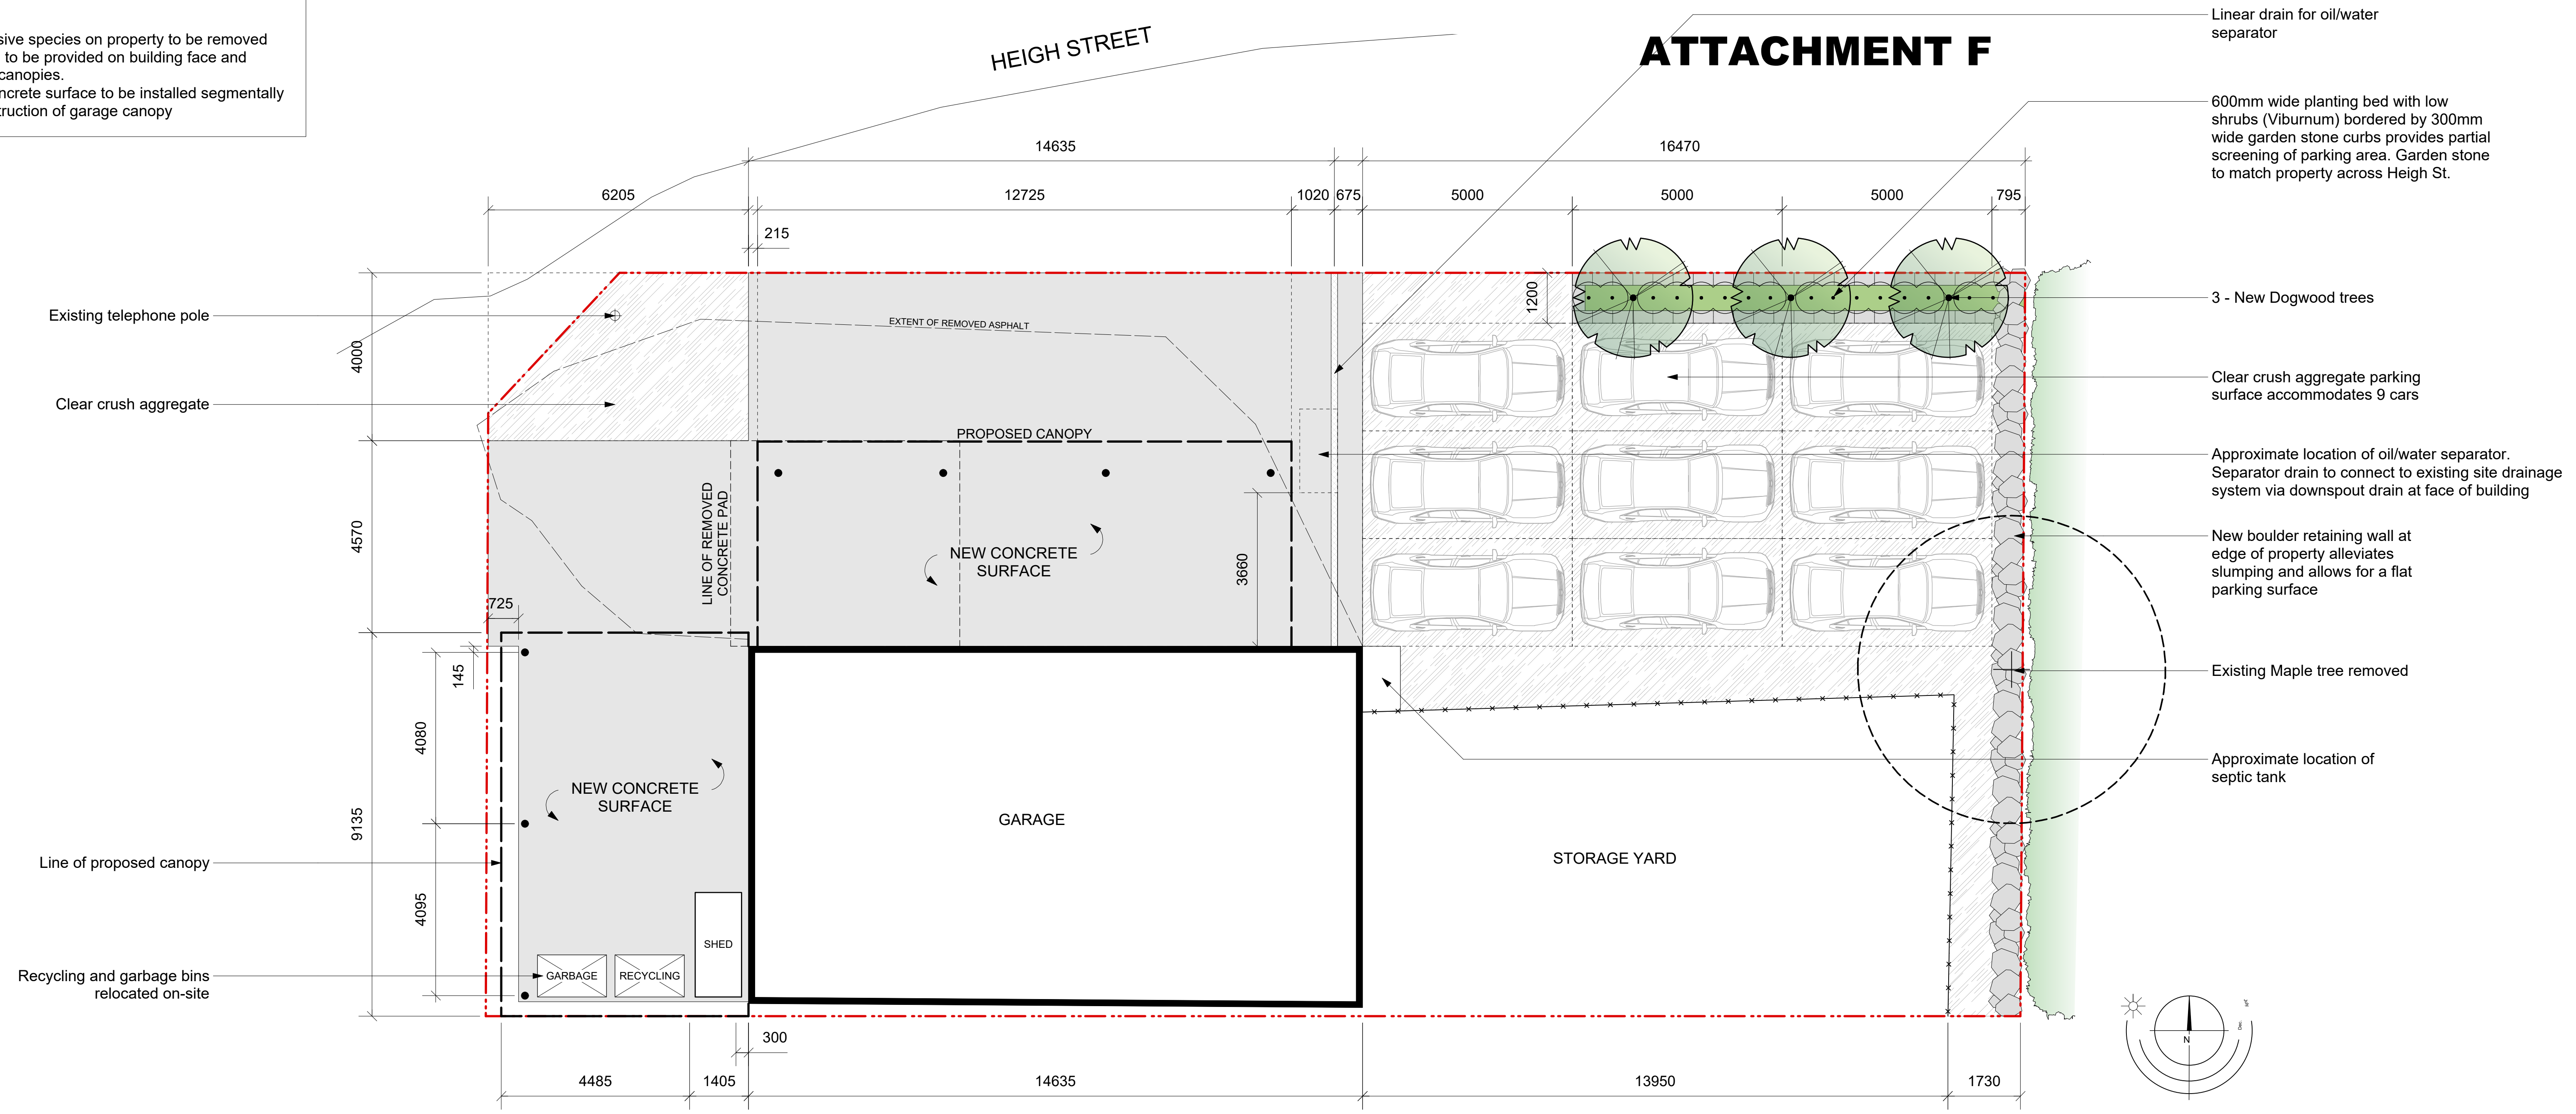 sive species on property to be removed
to be provided on building face and
canopies.
ncrete surface to be installed segmentally
truction of garage canopy
HEIGH STREET
ATTACHMENT F
Linear drain for oil/water
separator
600mm wide planting bed with low
shrubs (Viburnum) bordered by 300mm
wide garden stone curbs provides partial
screening of parking area. Garden stone
to match property across Heigh St.
14635
16470
6205
12725
1020
675
5000
5000
5000
795
215
1200
3 - New Dogwood trees
Existing telephone pole
EXTENT OF REMOVED ASPHALT
4000
Clear crush aggregate
Clear crush aggregate parking
surface accommodates 9 cars
PROPOSED CANOPY
Approximate location of oil/water separator.
Separator drain to connect to existing site drainage
system via downspout drain at face of building
LINE OF REMOVED
CONCRETE PAD
4570
NEW CONCRETE
SURFACE
3660
New boulder retaining wall at
edge of property alleviates
slumping and allows for a flat
parking surface
725
145
Existing Maple tree removed
4080
Approximate location of
septic tank
NEW CONCRETE
SURFACE
9135
GARAGE
STORAGE YARD
Line of proposed canopy
4095
SHED
GARBAGE
RECYCLING
Recycling and garbage bins
relocated on-site
N
300
4485
1405
14635
13950
1730